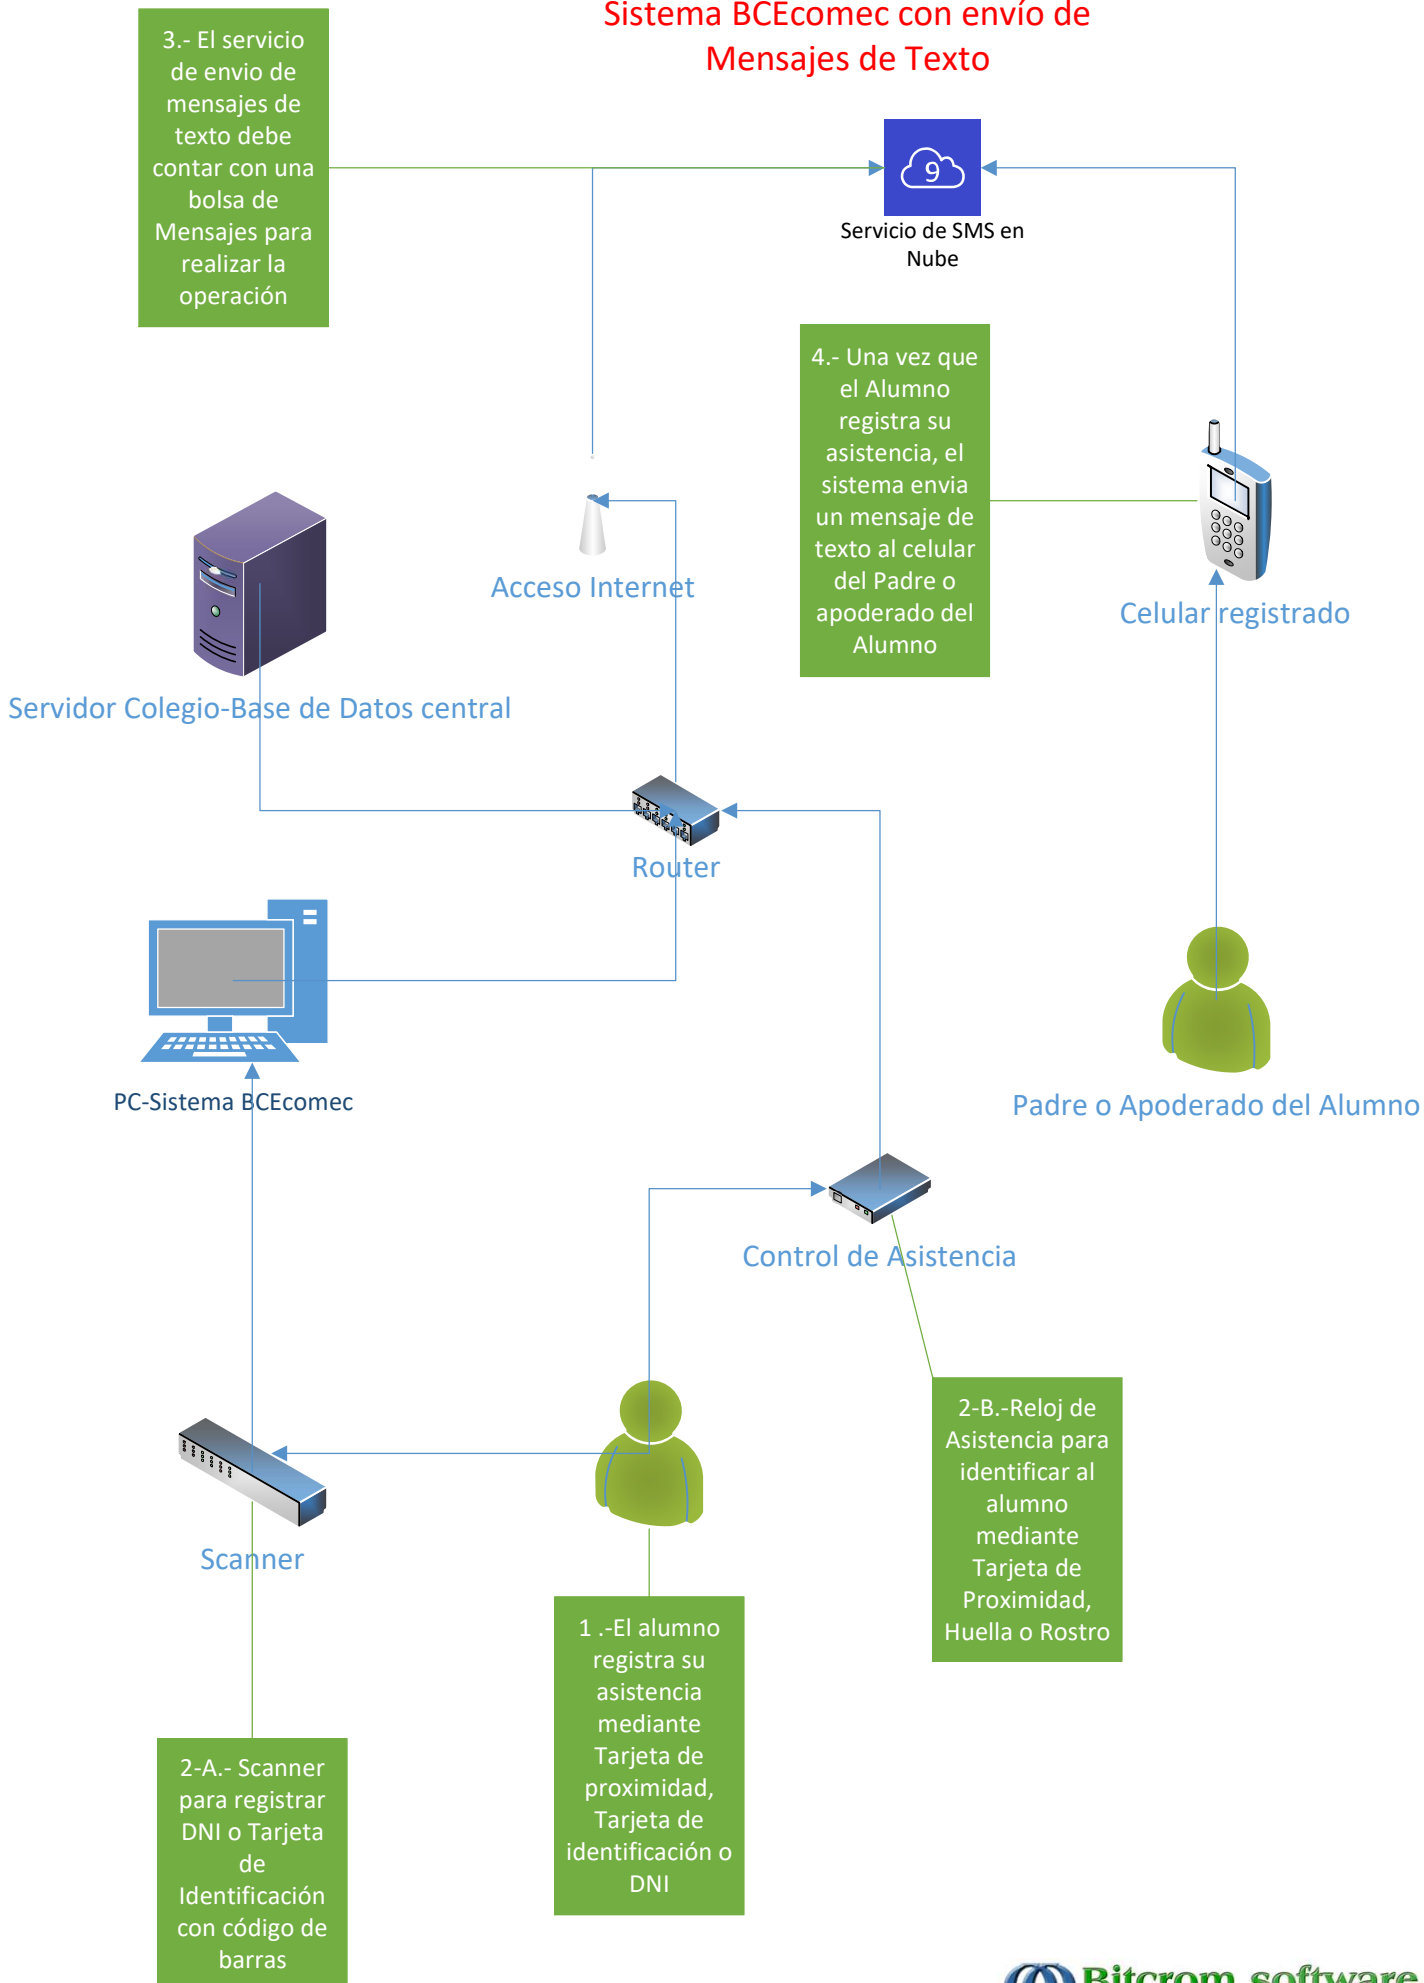 Sistema BCEcomec con envío de
Mensajes de Texto
3.- El servicio
de envio de
mensajes de
texto debe
contar con una
bolsa de
Mensajes para
realizar la
operación
9
Servicio de SMS en
Nube
4.- Una vez que
el Alumno
registra su
asistencia, el
sistema envia
un mensaje de
texto al celular
del Padre o
apoderado del
Alumno
Acceso Internet
Celular registrado
Servidor Colegio-Base de Datos central
Router
PC-Sistema BCEcomec
Padre o Apoderado del Alumno
Control de Asistencia
2-B.-Reloj de
Asistencia para
identificar al
alumno
mediante
Tarjeta de
Proximidad,
Huella o Rostro
Scanner
1 .-El alumno
registra su
asistencia
mediante
Tarjeta de
proximidad,
Tarjeta de
identificación o
DNI
2-A.- Scanner
para registrar
DNI o Tarjeta
de
Identificación
con código de
barras
Bitcrom software